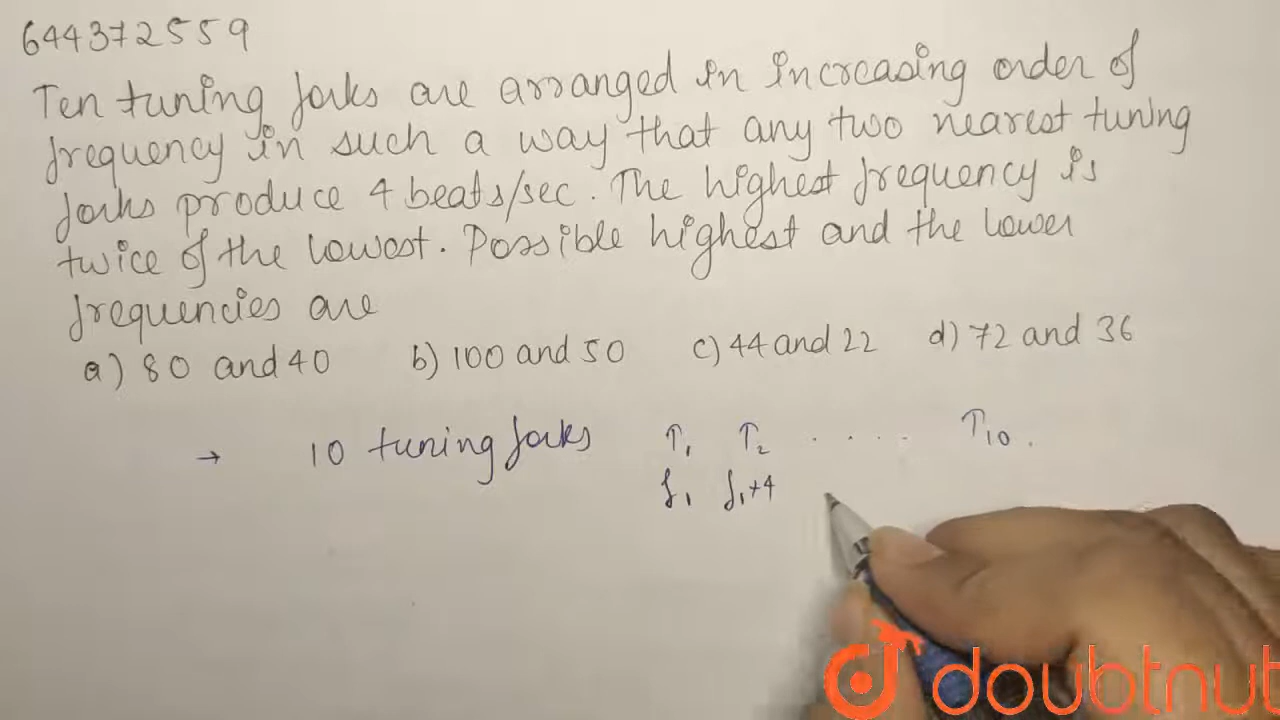 644372559
Ten tuning forks are arranged in increasing order of
frequency in such a way that any two nearest tuning
forks produce 4 beats/sec. The highest frequency is
twice of the lowest. Possible highest and the lower
frequencies are
a) 80 and 40 b) 100 and 50 c) 44 and 22 d) 72 and 36
→ 10 tuning forks T₁ T₂ ..... T₁₀.
f₁ f₁+4
doubtnut